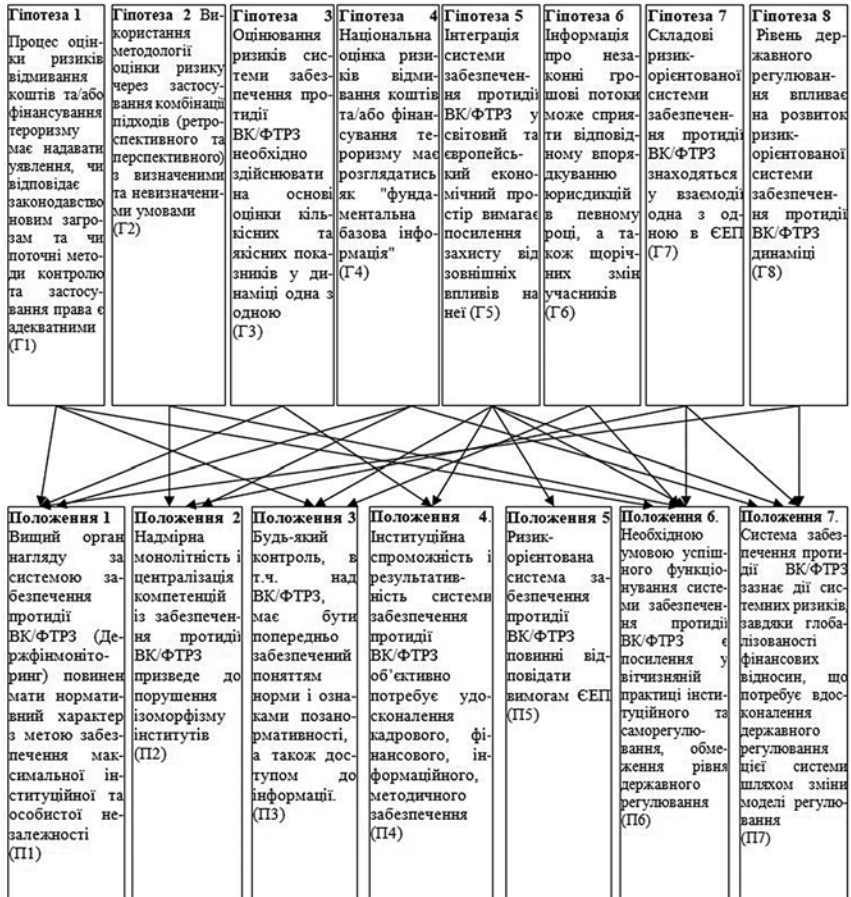 Гіпотеза 1
Процес оцін-
ки ризиків
відмивання
коштів та/або
фінансування
тероризму
має надавати
уявлення, чи
відповідає
законодавство
новим загро-
зам та чи
поточні мето-
ди контролю
та застосу-
вання права є
адекватними
(Г1)
Гіпотеза 2 Ви-
користання
методології
оцінки ризику
через застосу-
вання комбінації
підходів (ретро-
спективного та
перспективного)
з визначеними
та невизначени-
ми умовами
(Г2)
Гіпотеза 3
Оцінювання
ризиків сис-
теми забез-
печення про-
тидії
ВК/ФТРЗ
необхідно
здійснювати
на основі
оцінки кіль-
кісних та
якісних пока-
зників у ди-
наміці одна з
одною
(Г3)
Гіпотеза 4
Національна
оцінка ризи-
ків відми-
вання коштів
та/або фінан-
сування те-
роризму має
розглядатись
як "фунда-
ментальна
базова інфо-
рмація"
(Г4)
Гіпотеза 5
Інтеграція
системи
забезпечен-
ня протидії
ВК/ФТРЗ у
світовий та
європейсь-
кий еконо-
мічний про-
стір вимагає
посилення
захисту від
зовнішніх
впливів на
неї (Г5)
Гіпотеза 6
Інформація
про неза-
конні гро-
шові потоки
може сприя-
ти відповід-
ному впоря-
дкуванню
юрисдикцій
в певному
році, а та-
кож щоріч-
них змін
учасників
(Г6)
Гіпотеза 7
Складові
ризик-
орієнтованої
системи
забезпечен-
ня протидії
ВК/ФТРЗ
знаходяться
у взаємодії
одна з од-
ною в ЄЕП
(Г7)
Гіпотеза 8
Рівень дер-
жавного
регулюван-
ня впливає
на розвиток
ризик-
орієнтованої
системи
забезпечен-
ня протидії
ВК/ФТРЗ
динаміці
(Г8)
Положення 1
Вищий орган
нагляду за
системою за-
безпечення
протидії
ВК/ФТРЗ (Де-
ржфінмоніто-
ринг) повинен
мати нормати-
вний характер
з метою забез-
печення мак-
симальної ін-
ституційної та
особистої не-
залежності
(П1)
Положення 2
Надмірна
монолітність і
централізація
компетенцій
із забезпечен-
ня протидії
ВК/ФТРЗ
призведе до
порушення
ізоморфізму
інститутів
(П2)
Положення 3
Будь-який
контроль, в
т.ч. над
ВК/ФТРЗ,
має бути
попередньо
забезпечений
поняттям
норми і озна-
ками позано-
рмативності,
а також дос-
тупом до
інформації.
(П3)
Положення 4.
Інституційна
спроможність і
результатив-
ність системи
забезпечення
протидії
ВК/ФТРЗ
об’єктивно
потребує удо-
сконалення
кадрового, фі-
нансового, ін-
формаційного,
методичного
забезпечення
(П4)
Положення 5
Ризик-
орієнтована
система за-
безпечення
протидії
ВК/ФТРЗ
повинні від-
повідати
вимогам ЄЕП
(П5)
Положення 6.
Необхідною
умовою успіш-
ного функціо-
нування систе-
ми забезпечен-
ня протидії
ВК/ФТРЗ є
посилення у
вітчизняній
практиці інсти-
туційного та
саморегулю-
вання, обме-
ження рівня
державного
регулювання
(П6)
Положення 7.
Система забез-
печення проти-
дії ВК/ФТРЗ
зазнає дії сис-
темних ризиків,
завдяки глоба-
лізованості
фінансових
відносин, що
потребує вдос-
коналення
державного
регулювання
цієї системи
шляхом зміни
моделі регулю-
вання
(П7)